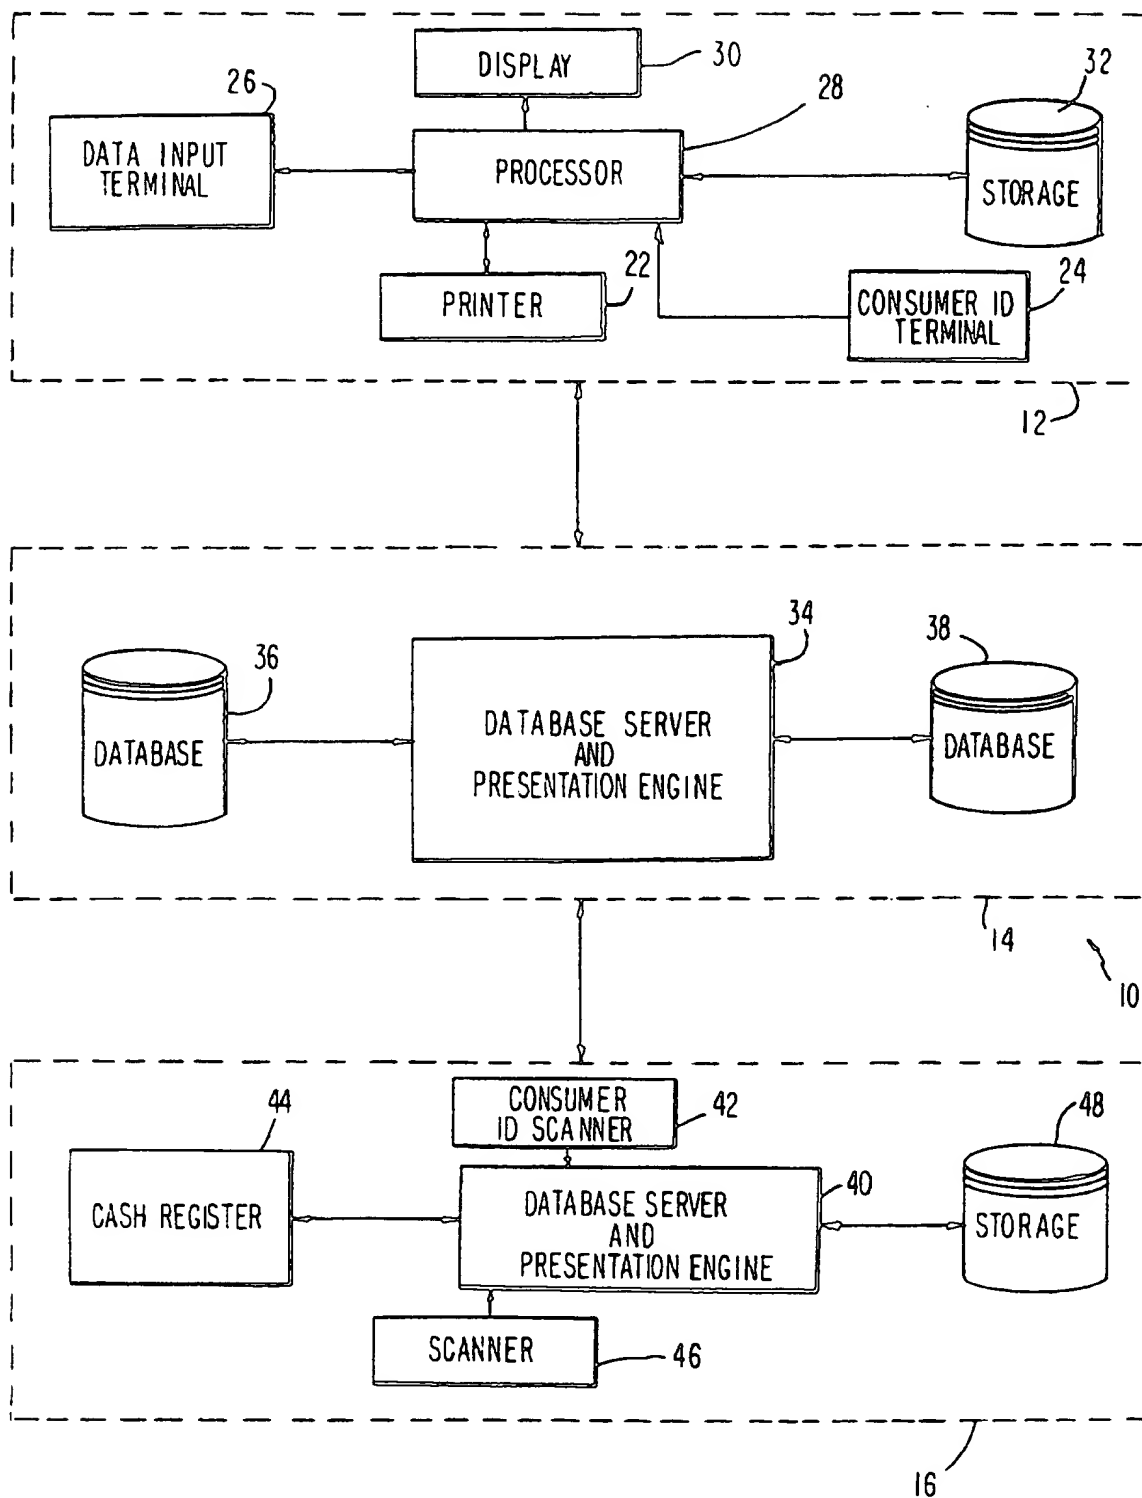 DISPLAY
30
26
28
32
DATA INPUT
TERMINAL
PROCESSOR
STORAGE
22
24
PRINTER
CONSUMER ID
TERMINAL
12
34
38
36
DATABASE
DATABASE SERVER
AND
PRESENTATION ENGINE
DATABASE
14
10
44
CONSUMER
ID SCANNER
42
48
40
CASH REGISTER
DATABASE SERVER
AND
PRESENTATION ENGINE
STORAGE
SCANNER
46
16